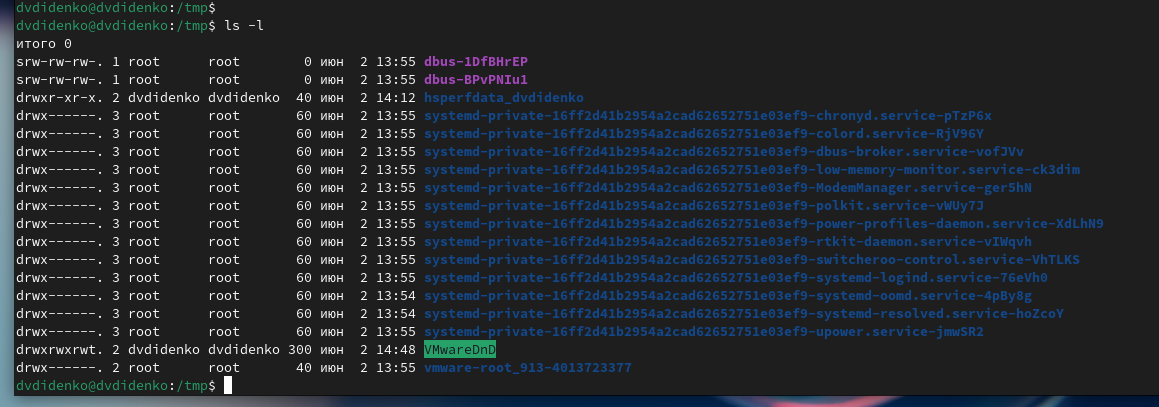 dvdidenko@dvdidenko:/tmp$
dvdidenko@dvdidenko:/tmp$ ls -l
итого 0
srw-rw-rw-. 1 root      root        0 июн  2 13:55 dbus-1DfBHrEP
srw-rw-rw-. 1 root      root        0 июн  2 13:55 dbus-BPvPNIu1
drwxr-xr-x. 2 dvdidenko dvdidenko  40 июн  2 14:12 hsperfdata_dvdidenko
drwx------. 3 root      root       60 июн  2 13:55 systemd-private-16ff2d41b2954a2cad62652751e03ef9-chronyd.service-pTzP6x
drwx------. 3 root      root       60 июн  2 13:55 systemd-private-16ff2d41b2954a2cad62652751e03ef9-colord.service-RjV96Y
drwx------. 3 root      root       60 июн  2 13:55 systemd-private-16ff2d41b2954a2cad62652751e03ef9-dbus-broker.service-vofJVv
drwx------. 3 root      root       60 июн  2 13:55 systemd-private-16ff2d41b2954a2cad62652751e03ef9-low-memory-monitor.service-ck3dim
drwx------. 3 root      root       60 июн  2 13:55 systemd-private-16ff2d41b2954a2cad62652751e03ef9-ModemManager.service-ger5hN
drwx------. 3 root      root       60 июн  2 13:55 systemd-private-16ff2d41b2954a2cad62652751e03ef9-polkit.service-vWUy7J
drwx------. 3 root      root       60 июн  2 13:55 systemd-private-16ff2d41b2954a2cad62652751e03ef9-power-profiles-daemon.service-XdLhN9
drwx------. 3 root      root       60 июн  2 13:55 systemd-private-16ff2d41b2954a2cad62652751e03ef9-rtkit-daemon.service-vIWqvh
drwx------. 3 root      root       60 июн  2 13:55 systemd-private-16ff2d41b2954a2cad62652751e03ef9-switcheroo-control.service-VhTLKS
drwx------. 3 root      root       60 июн  2 13:55 systemd-private-16ff2d41b2954a2cad62652751e03ef9-systemd-logind.service-76eVh0
drwx------. 3 root      root       60 июн  2 13:54 systemd-private-16ff2d41b2954a2cad62652751e03ef9-systemd-oomd.service-4pBy8g
drwx------. 3 root      root       60 июн  2 13:54 systemd-private-16ff2d41b2954a2cad62652751e03ef9-systemd-resolved.service-hoZcoY
drwx------. 3 root      root       60 июн  2 13:55 systemd-private-16ff2d41b2954a2cad62652751e03ef9-upower.service-jmwSR2
drwxrwxrwt. 2 dvdidenko dvdidenko 300 июн  2 14:48 VMwareDnD
drwx------. 2 root      root       40 июн  2 13:55 vmware-root_913-4013723377
dvdidenko@dvdidenko:/tmp$